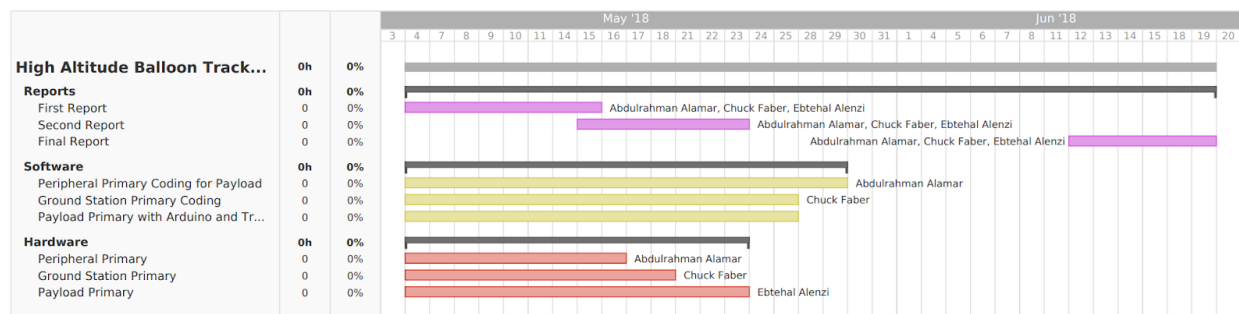 May '18 Jun '18
3 4 7 8 9 10 11 14 15 16 17 18 21 22 23 24 25 28 29 30 31 1 4 5 6 7 8 11 12 13 14 15 18 19 20
High Altitude Balloon Track... 0h 0%
Reports 0h 0%
First Report 0 0% Abdulrahman Alamar, Chuck Faber, Ebtehal Alenzi
Second Report 0 0% Abdulrahman Alamar, Chuck Faber, Ebtehal Alenzi
Final Report 0 0% Abdulrahman Alamar, Chuck Faber, Ebtehal Alenzi
Software 0h 0%
Peripheral Primary Coding for Payload 0 0% Abdulrahman Alamar
Ground Station Primary Coding 0 0% Chuck Faber
Payload Primary with Arduino and Tr... 0 0%
Hardware 0h 0%
Peripheral Primary 0 0% Abdulrahman Alamar
Ground Station Primary 0 0% Chuck Faber
Payload Primary 0 0% Ebtehal Alenzi